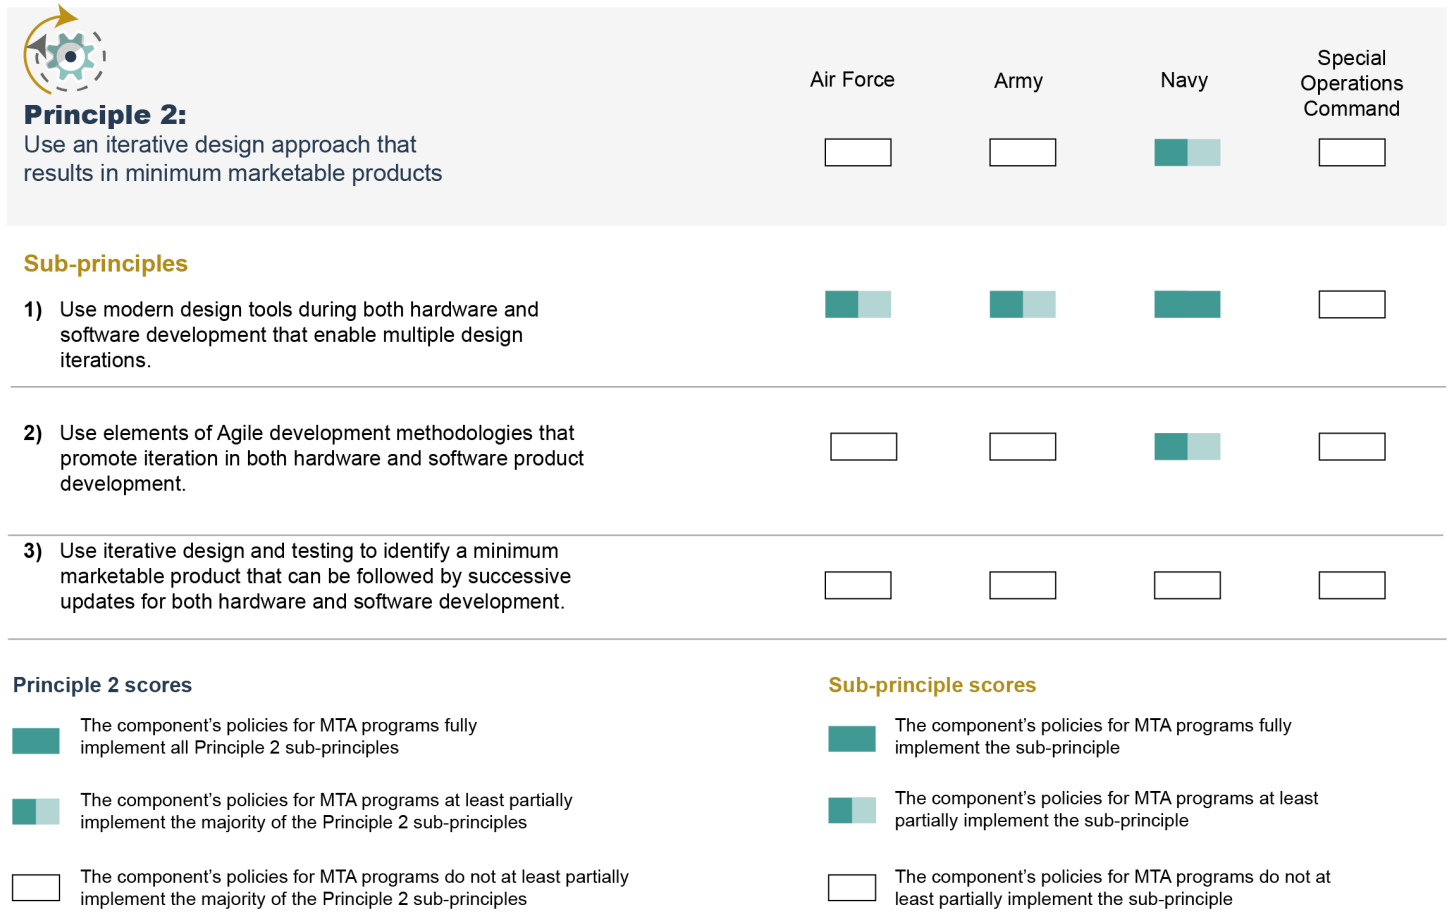 Principle 2:
Use an iterative design approach that
results in minimum marketable products
Air Force
Army
Navy
Special
Operations
Command
Sub-principles
1) Use modern design tools during both hardware and
software development that enable multiple design
iterations.
2) Use elements of Agile development methodologies that
promote iteration in both hardware and software product
development.
3) Use iterative design and testing to identify a minimum
marketable product that can be followed by successive
updates for both hardware and software development.
Principle 2 scores
The component’s policies for MTA programs fully
implement all Principle 2 sub-principles
The component’s policies for MTA programs at least partially
implement the majority of the Principle 2 sub-principles
The component’s policies for MTA programs do not at least partially
implement the majority of the Principle 2 sub-principles
Sub-principle scores
The component’s policies for MTA programs fully
implement the sub-principle
The component’s policies for MTA programs at least
partially implement the sub-principle
The component’s policies for MTA programs do not at
least partially implement the sub-principle